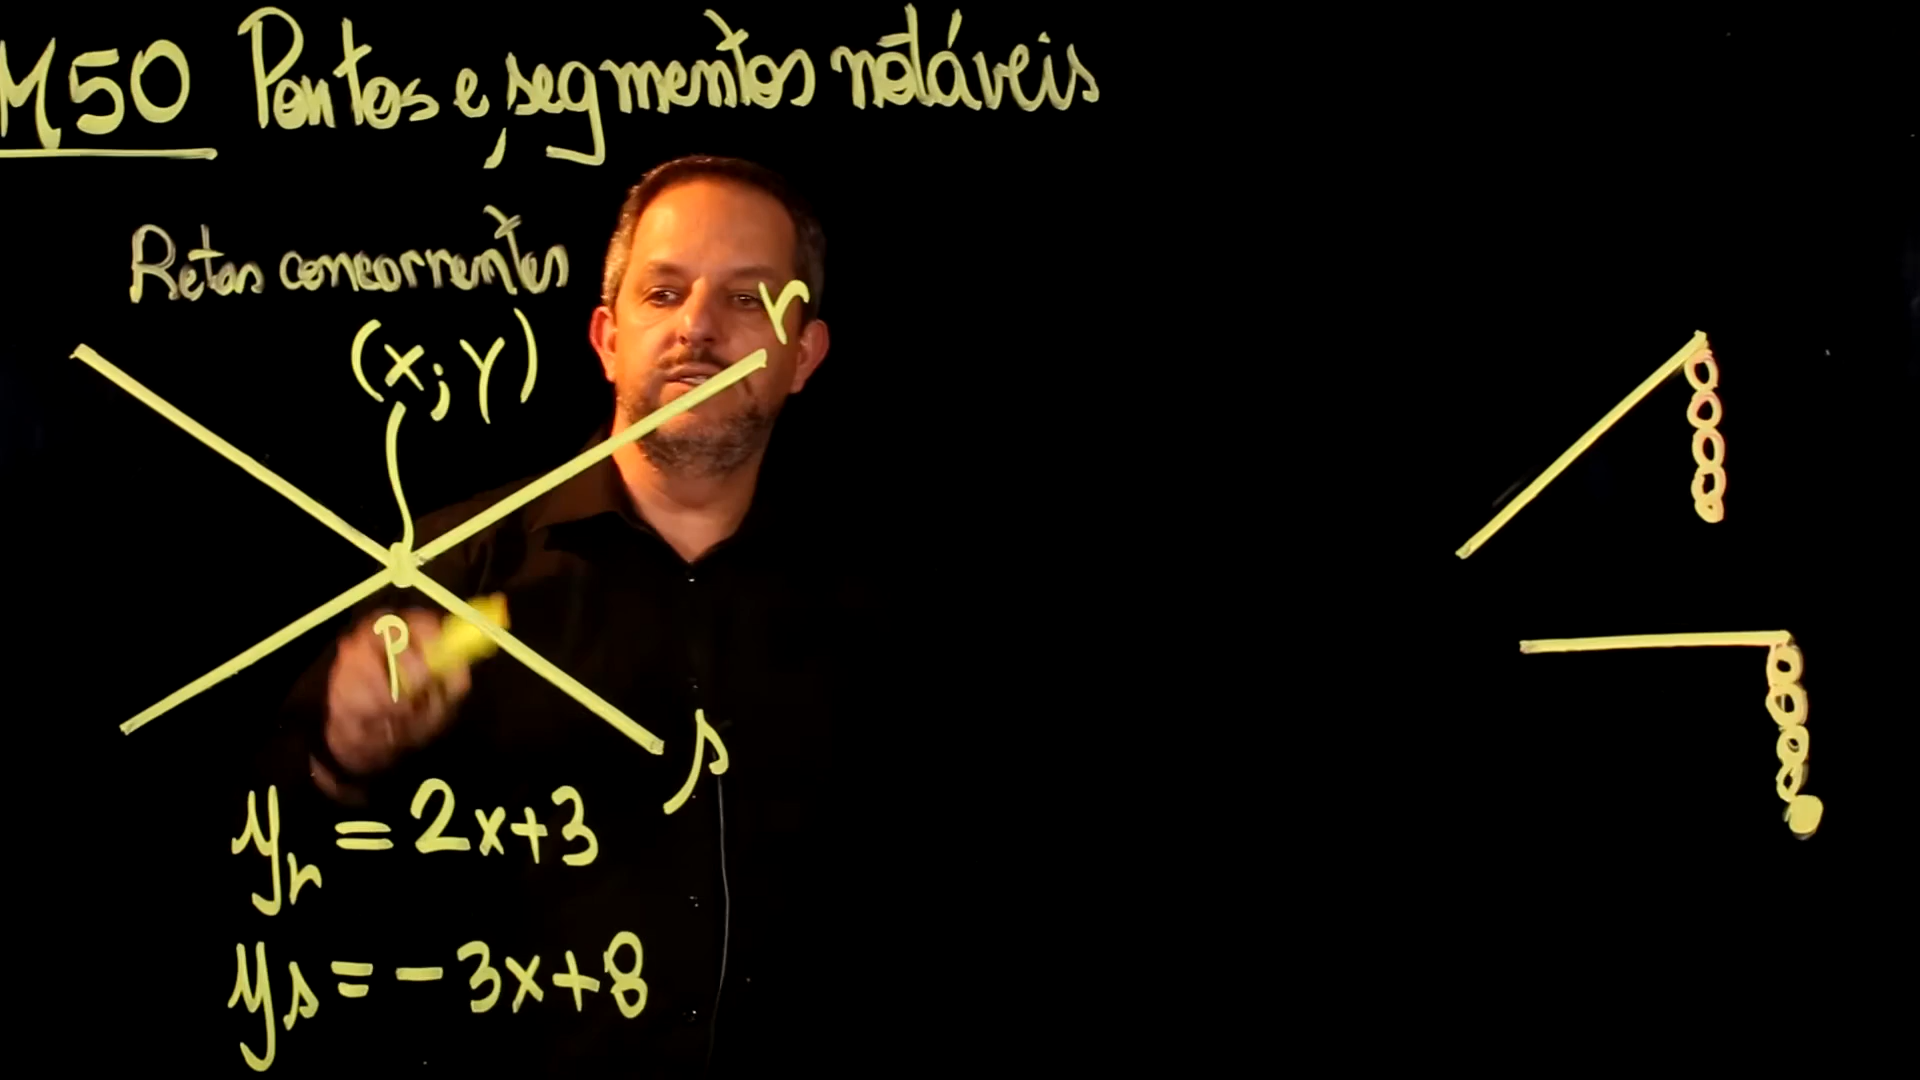 M50 Pontos e segmentos notáveis
Retas concorrentes
(x; y)
r
P
s
yr = 2x+3
ys = -3x+8